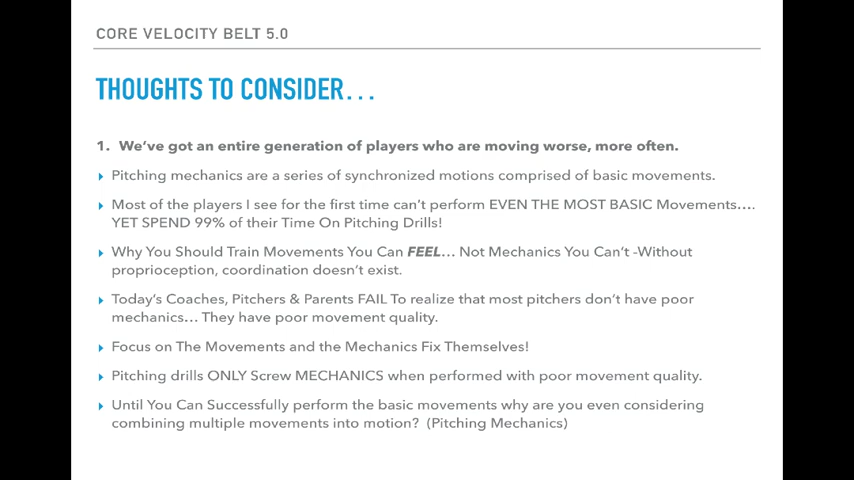 CORE VELOCITY BELT 5.0
THOUGHTS TO CONSIDER...
1. We've got an entire generation of players who are moving worse, more often.
Pitching mechanics are a series of synchronized motions comprised of basic movements.
Most of the players I see for the first time can't perform EVEN THE MOST BASIC Movements....
YET SPEND 99% of their Time On Pitching Drills!
Why You Should Train Movements You Can FEEL... Not Mechanics You Can't -Without
proprioception, coordination doesn't exist.
Today's Coaches, Pitchers & Parents FAIL To realize that most pitchers don't have poor
mechanics... They have poor movement quality.
Focus on The Movements and the Mechanics Fix Themselves!
Pitching drills ONLY Screw MECHANICS when performed with poor movement quality.
Until You Can Successfully perform the basic movements why are you even considering
combining multiple movements into motion? (Pitching Mechanics)